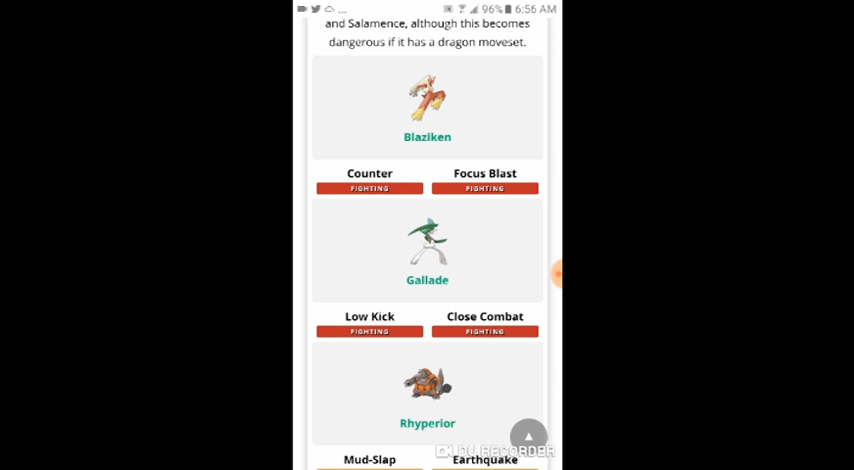 ... 96% 6:56 AM
and Salamence, although this becomes
dangerous if it has a dragon moveset.
Blaziken
Counter Focus Blast
FIGHTING FIGHTING
Gallade
Low Kick Close Combat
FIGHTING FIGHTING
Rhyperior
DU RECORDER
Mud-Slap Earthquake